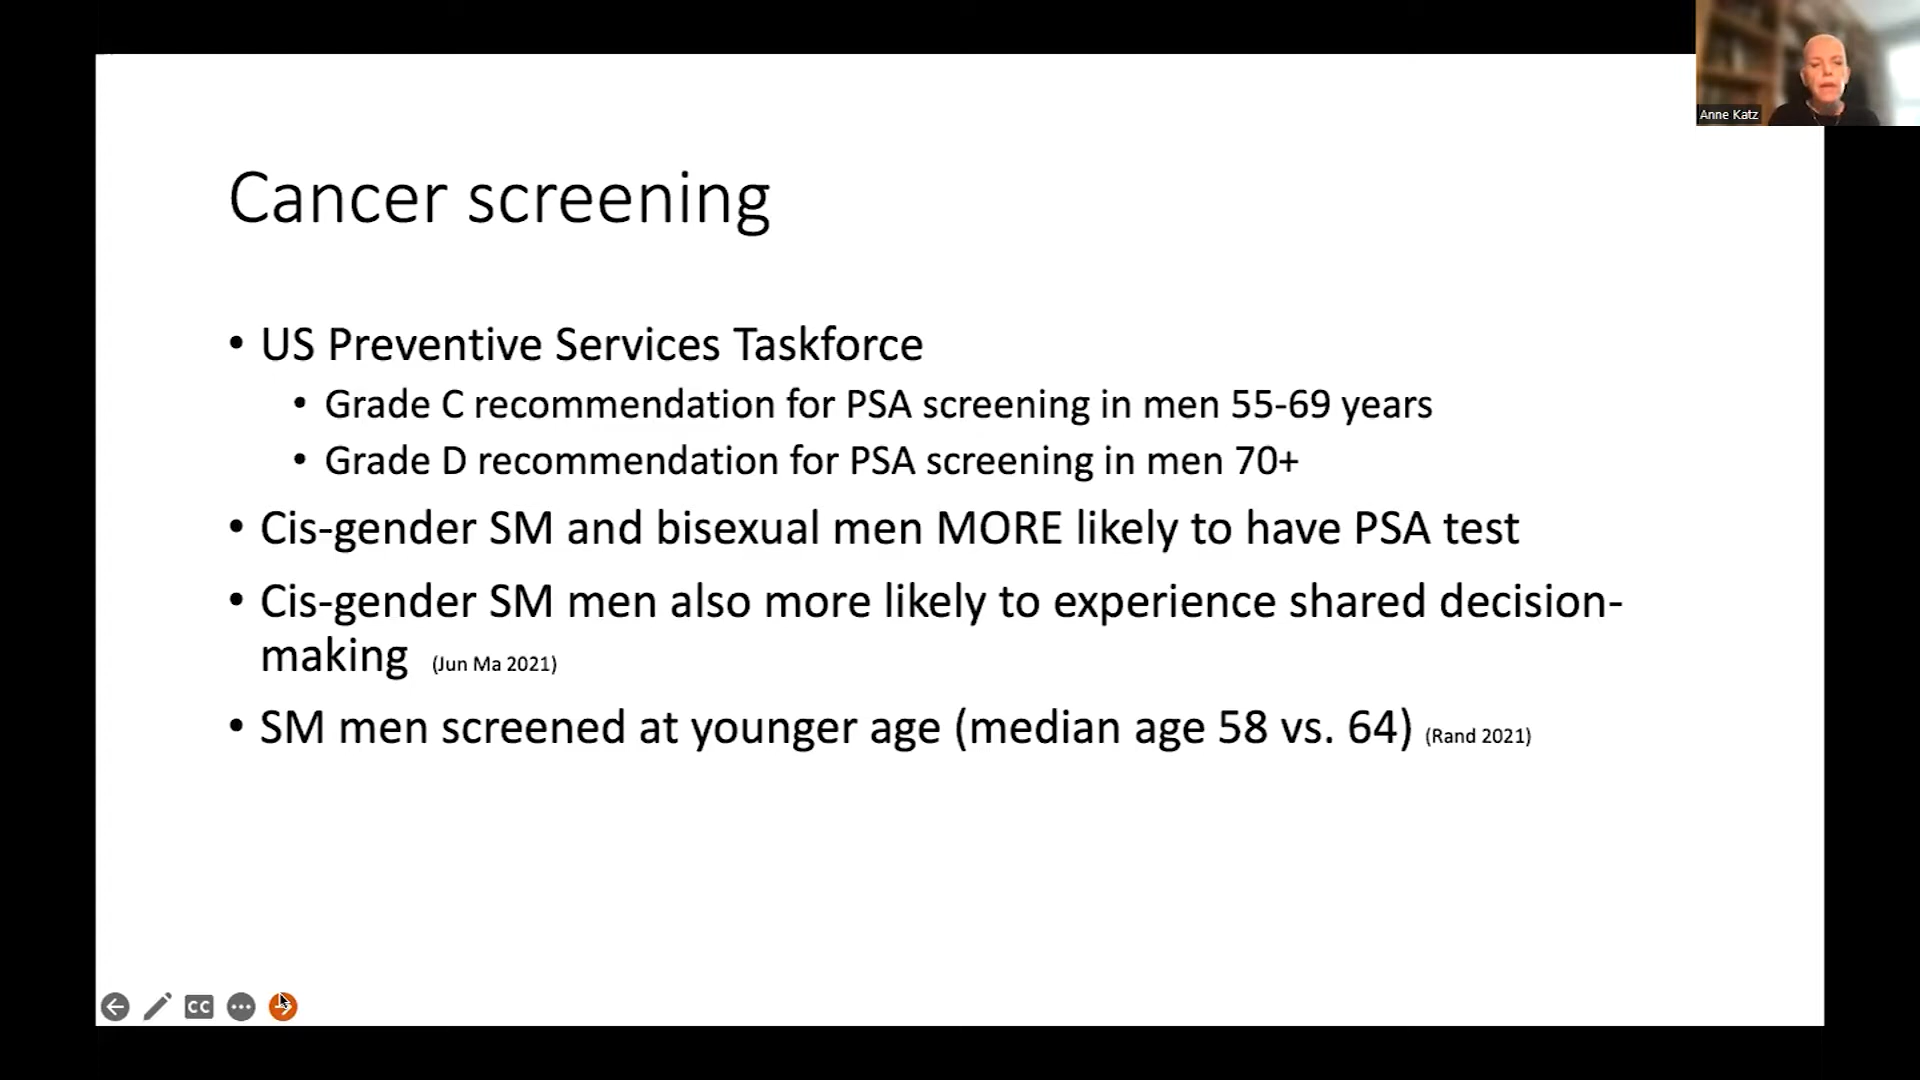 Anne Katz
Cancer screening
• US Preventive Services Taskforce
• Grade C recommendation for PSA screening in men 55-69 years
• Grade D recommendation for PSA screening in men 70+
• Cis-gender SM and bisexual men MORE likely to have PSA test
• Cis-gender SM men also more likely to experience shared decision-
making (Jun Ma 2021)
• SM men screened at younger age (median age 58 vs. 64) (Rand 2021)
CC